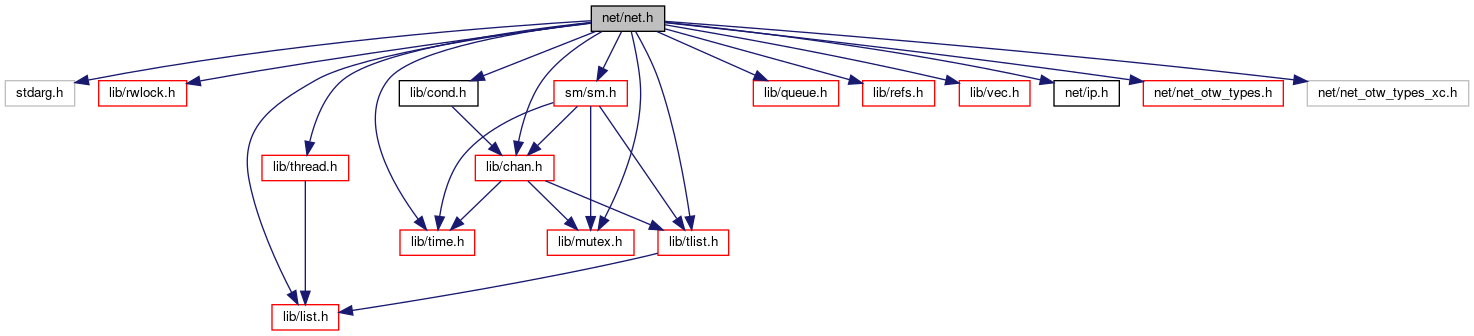 net/net.h
stdarg.h
lib/rwlock.h
lib/cond.h
sm/sm.h
lib/queue.h
lib/refs.h
lib/vec.h
net/ip.h
net/net_otw_types.h
net/net_otw_types_xc.h
lib/thread.h
lib/chan.h
lib/time.h
lib/mutex.h
lib/tlist.h
lib/list.h